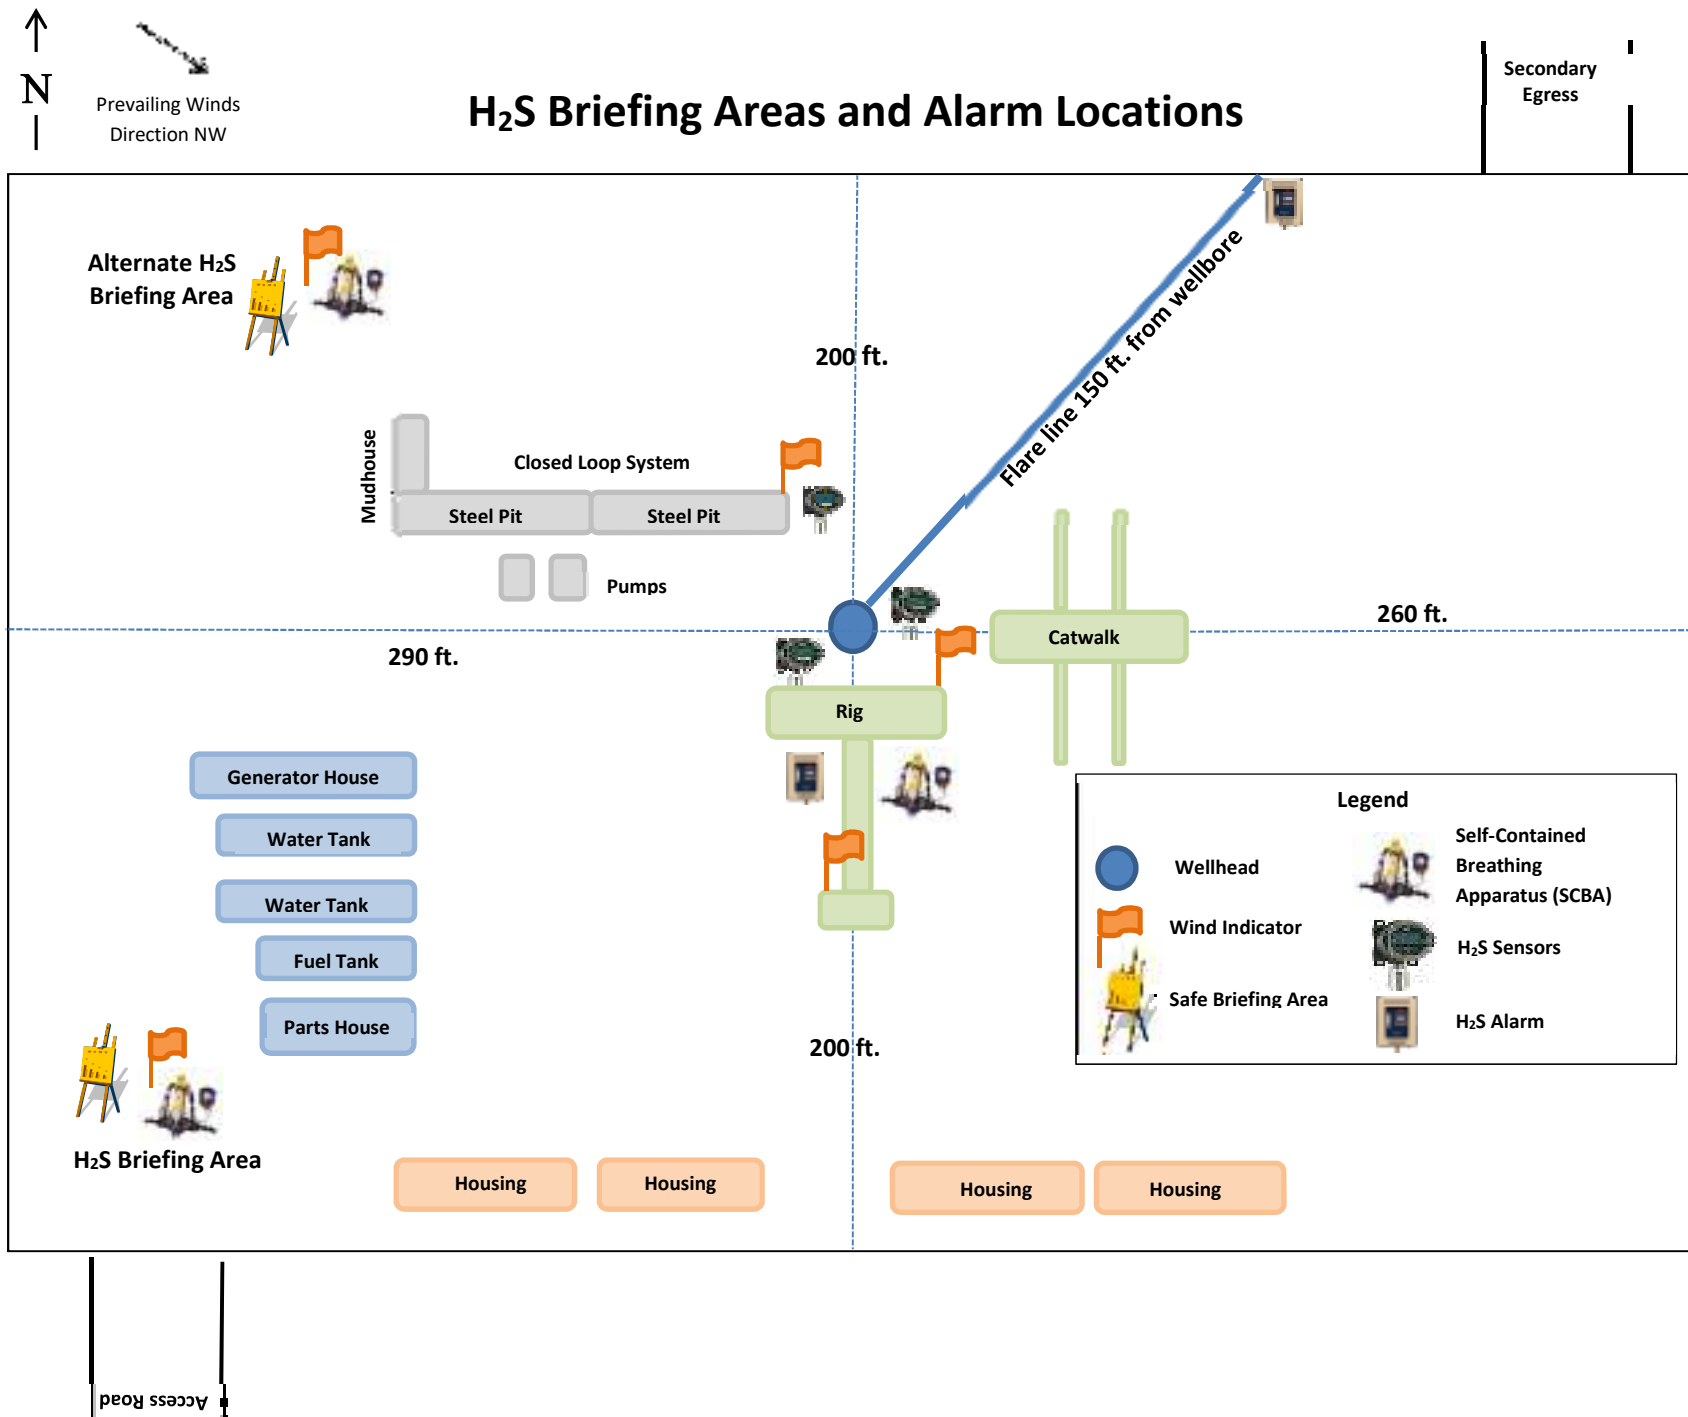 N
Prevailing Winds
Direction NW
H₂S Briefing Areas and Alarm Locations
Secondary
Egress
Alternate H₂S
Briefing Area
200 ft.
Flare line 150 ft. from wellbore
Mudhouse
Closed Loop System
Steel Pit
Steel Pit
Pumps
290 ft.
260 ft.
Catwalk
Rig
Generator House
Water Tank
Water Tank
Fuel Tank
Parts House
200 ft.
H₂S Briefing Area
Housing
Housing
Housing
Housing
Legend
Wellhead
Wind Indicator
Safe Briefing Area
Self-Contained
Breathing
Apparatus (SCBA)
H₂S Sensors
H₂S Alarm
Access Road